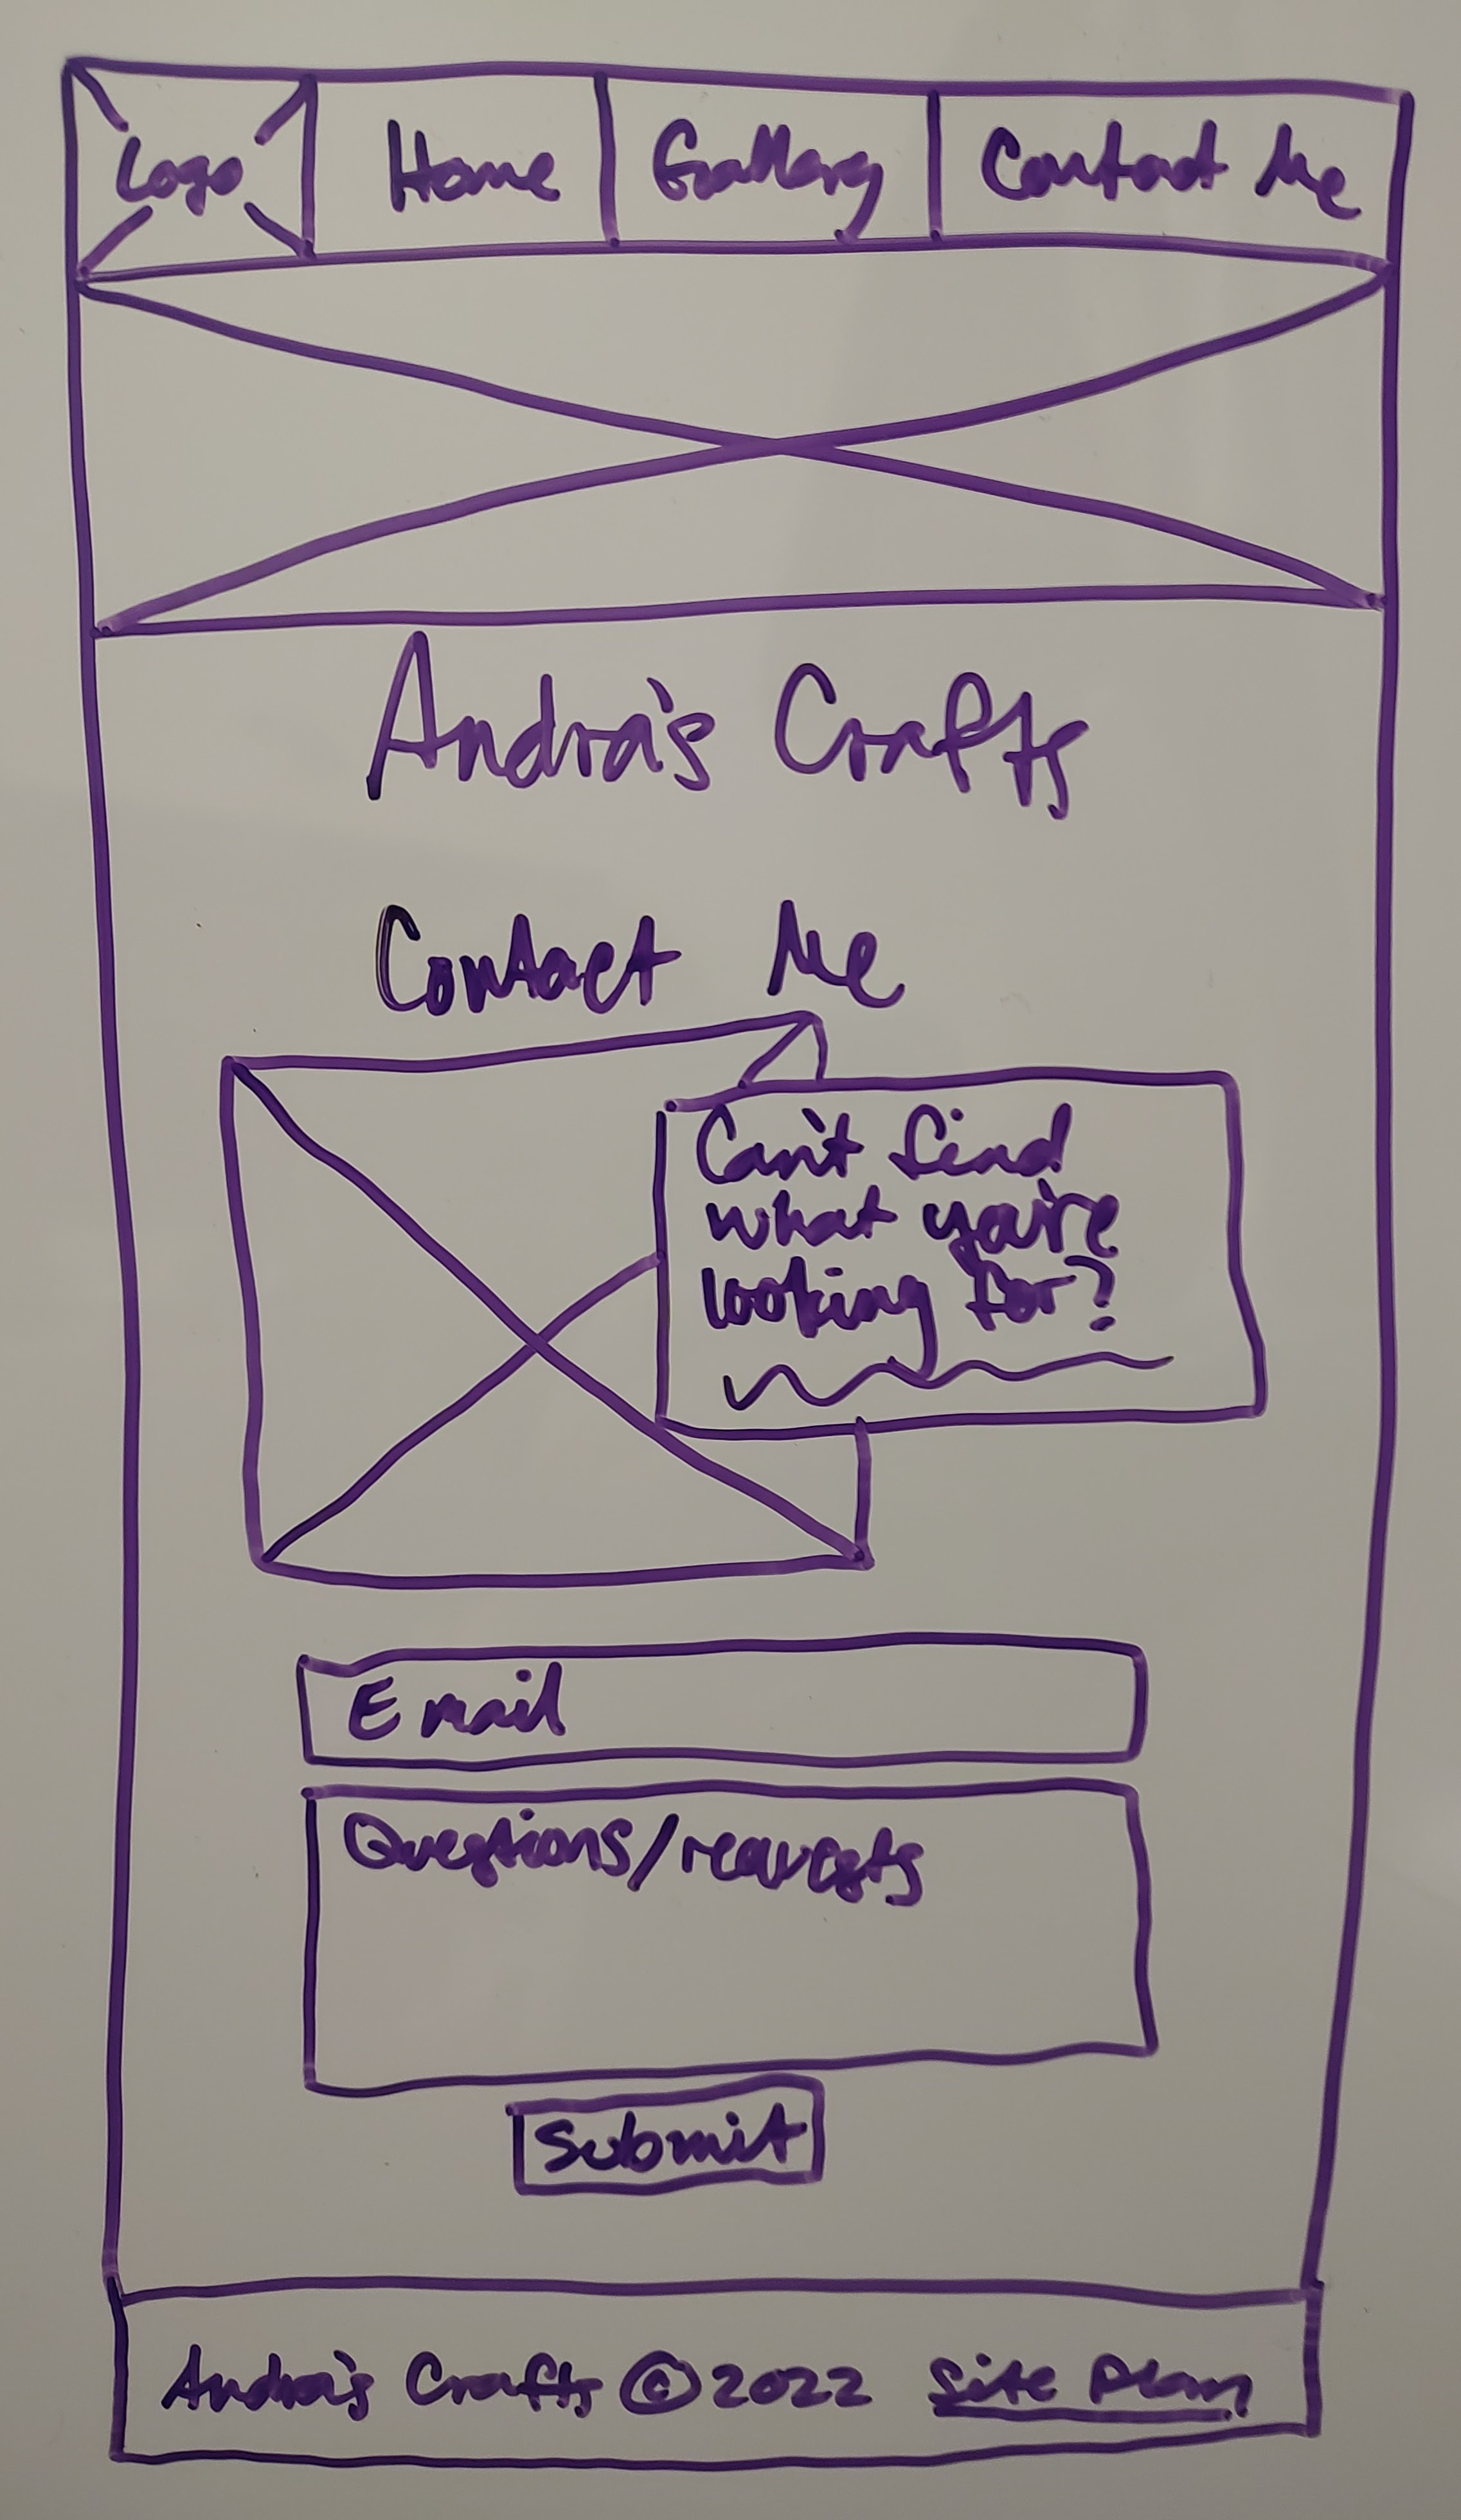 Logo Home Gallery Contact Me
Andra's Crafts
Contact Me
Can't find
what you're
looking for?
Email
Questions/requests
Submit
Andra's Crafts © 2022 Site Plan